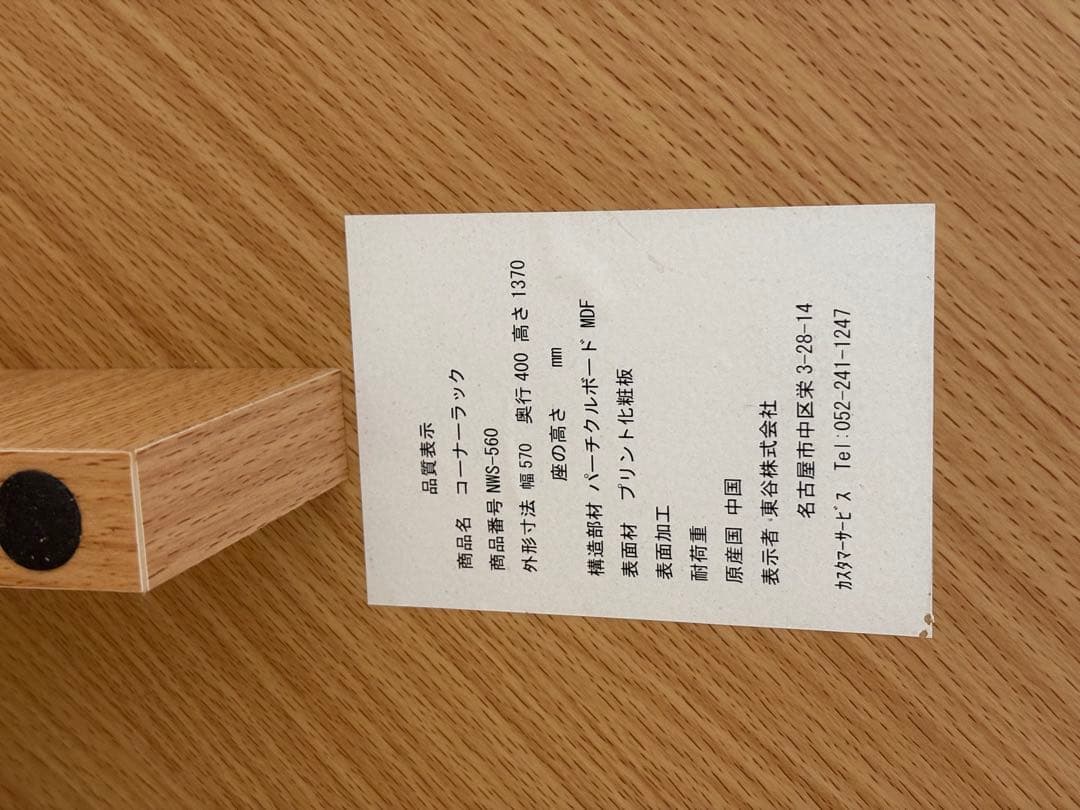 品質表示
商品名 コーナーラック
商品番号 NWS-560
外形寸法 幅 570 奥行 400 高さ 1370
座の高さ mm
構造部材 パーチクルボード MDF
表面材 プリント化粧板
表面加工
耐荷重
原産国 中国
表示者 東谷株式会社
名古屋市中区栄 3-28-14
ｶｽﾀﾏｰｻｰﾋﾞｽ Tel:052-241-1247